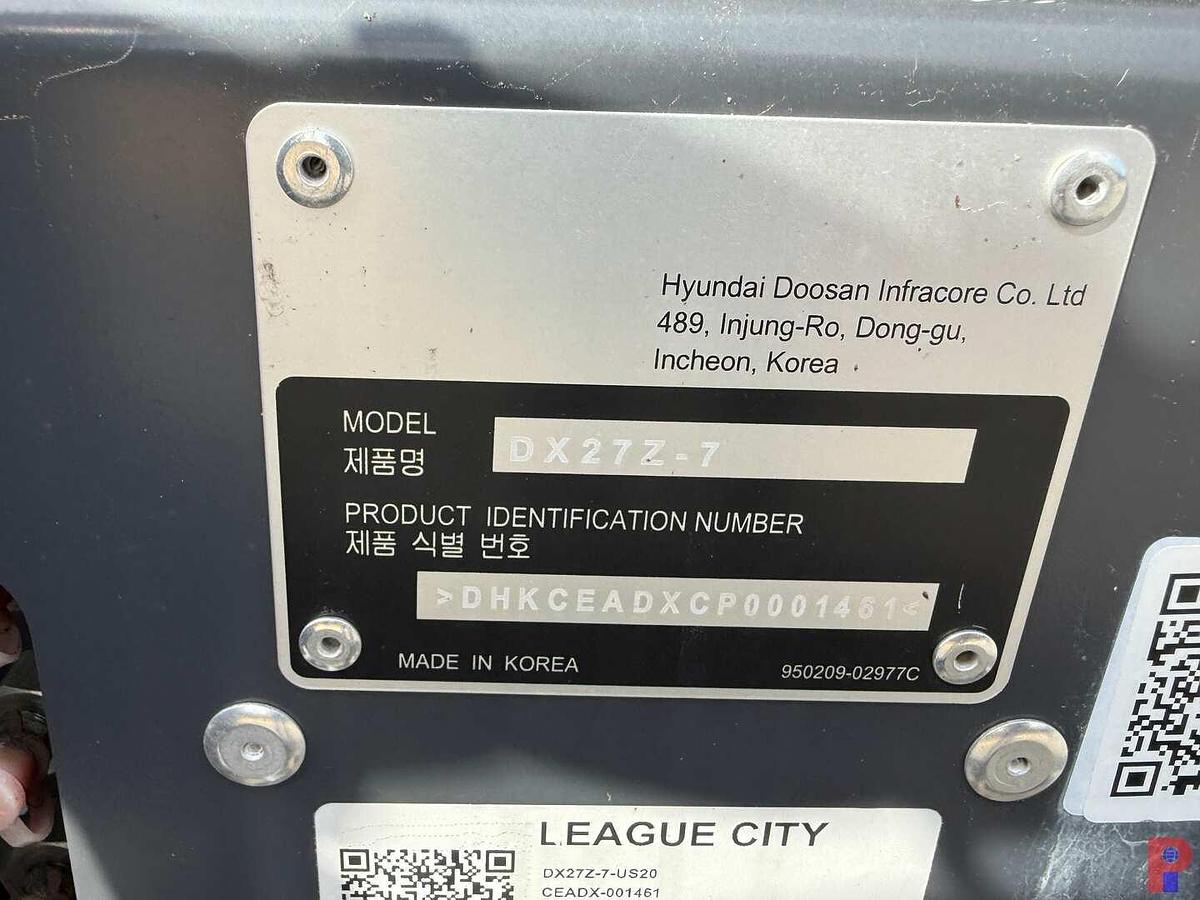 Hyundai Doosan Infracore Co. Ltd
489, Injung-Ro, Dong-gu,
Incheon, Korea
MODEL
제품명
DX27Z-7
PRODUCT IDENTIFICATION NUMBER
제품 식별 번호
>DHKCEADXCP0001461<
MADE IN KOREA
950209-02977C
LEAGUE CITY
DX27Z-7-US20
CEADX-001461